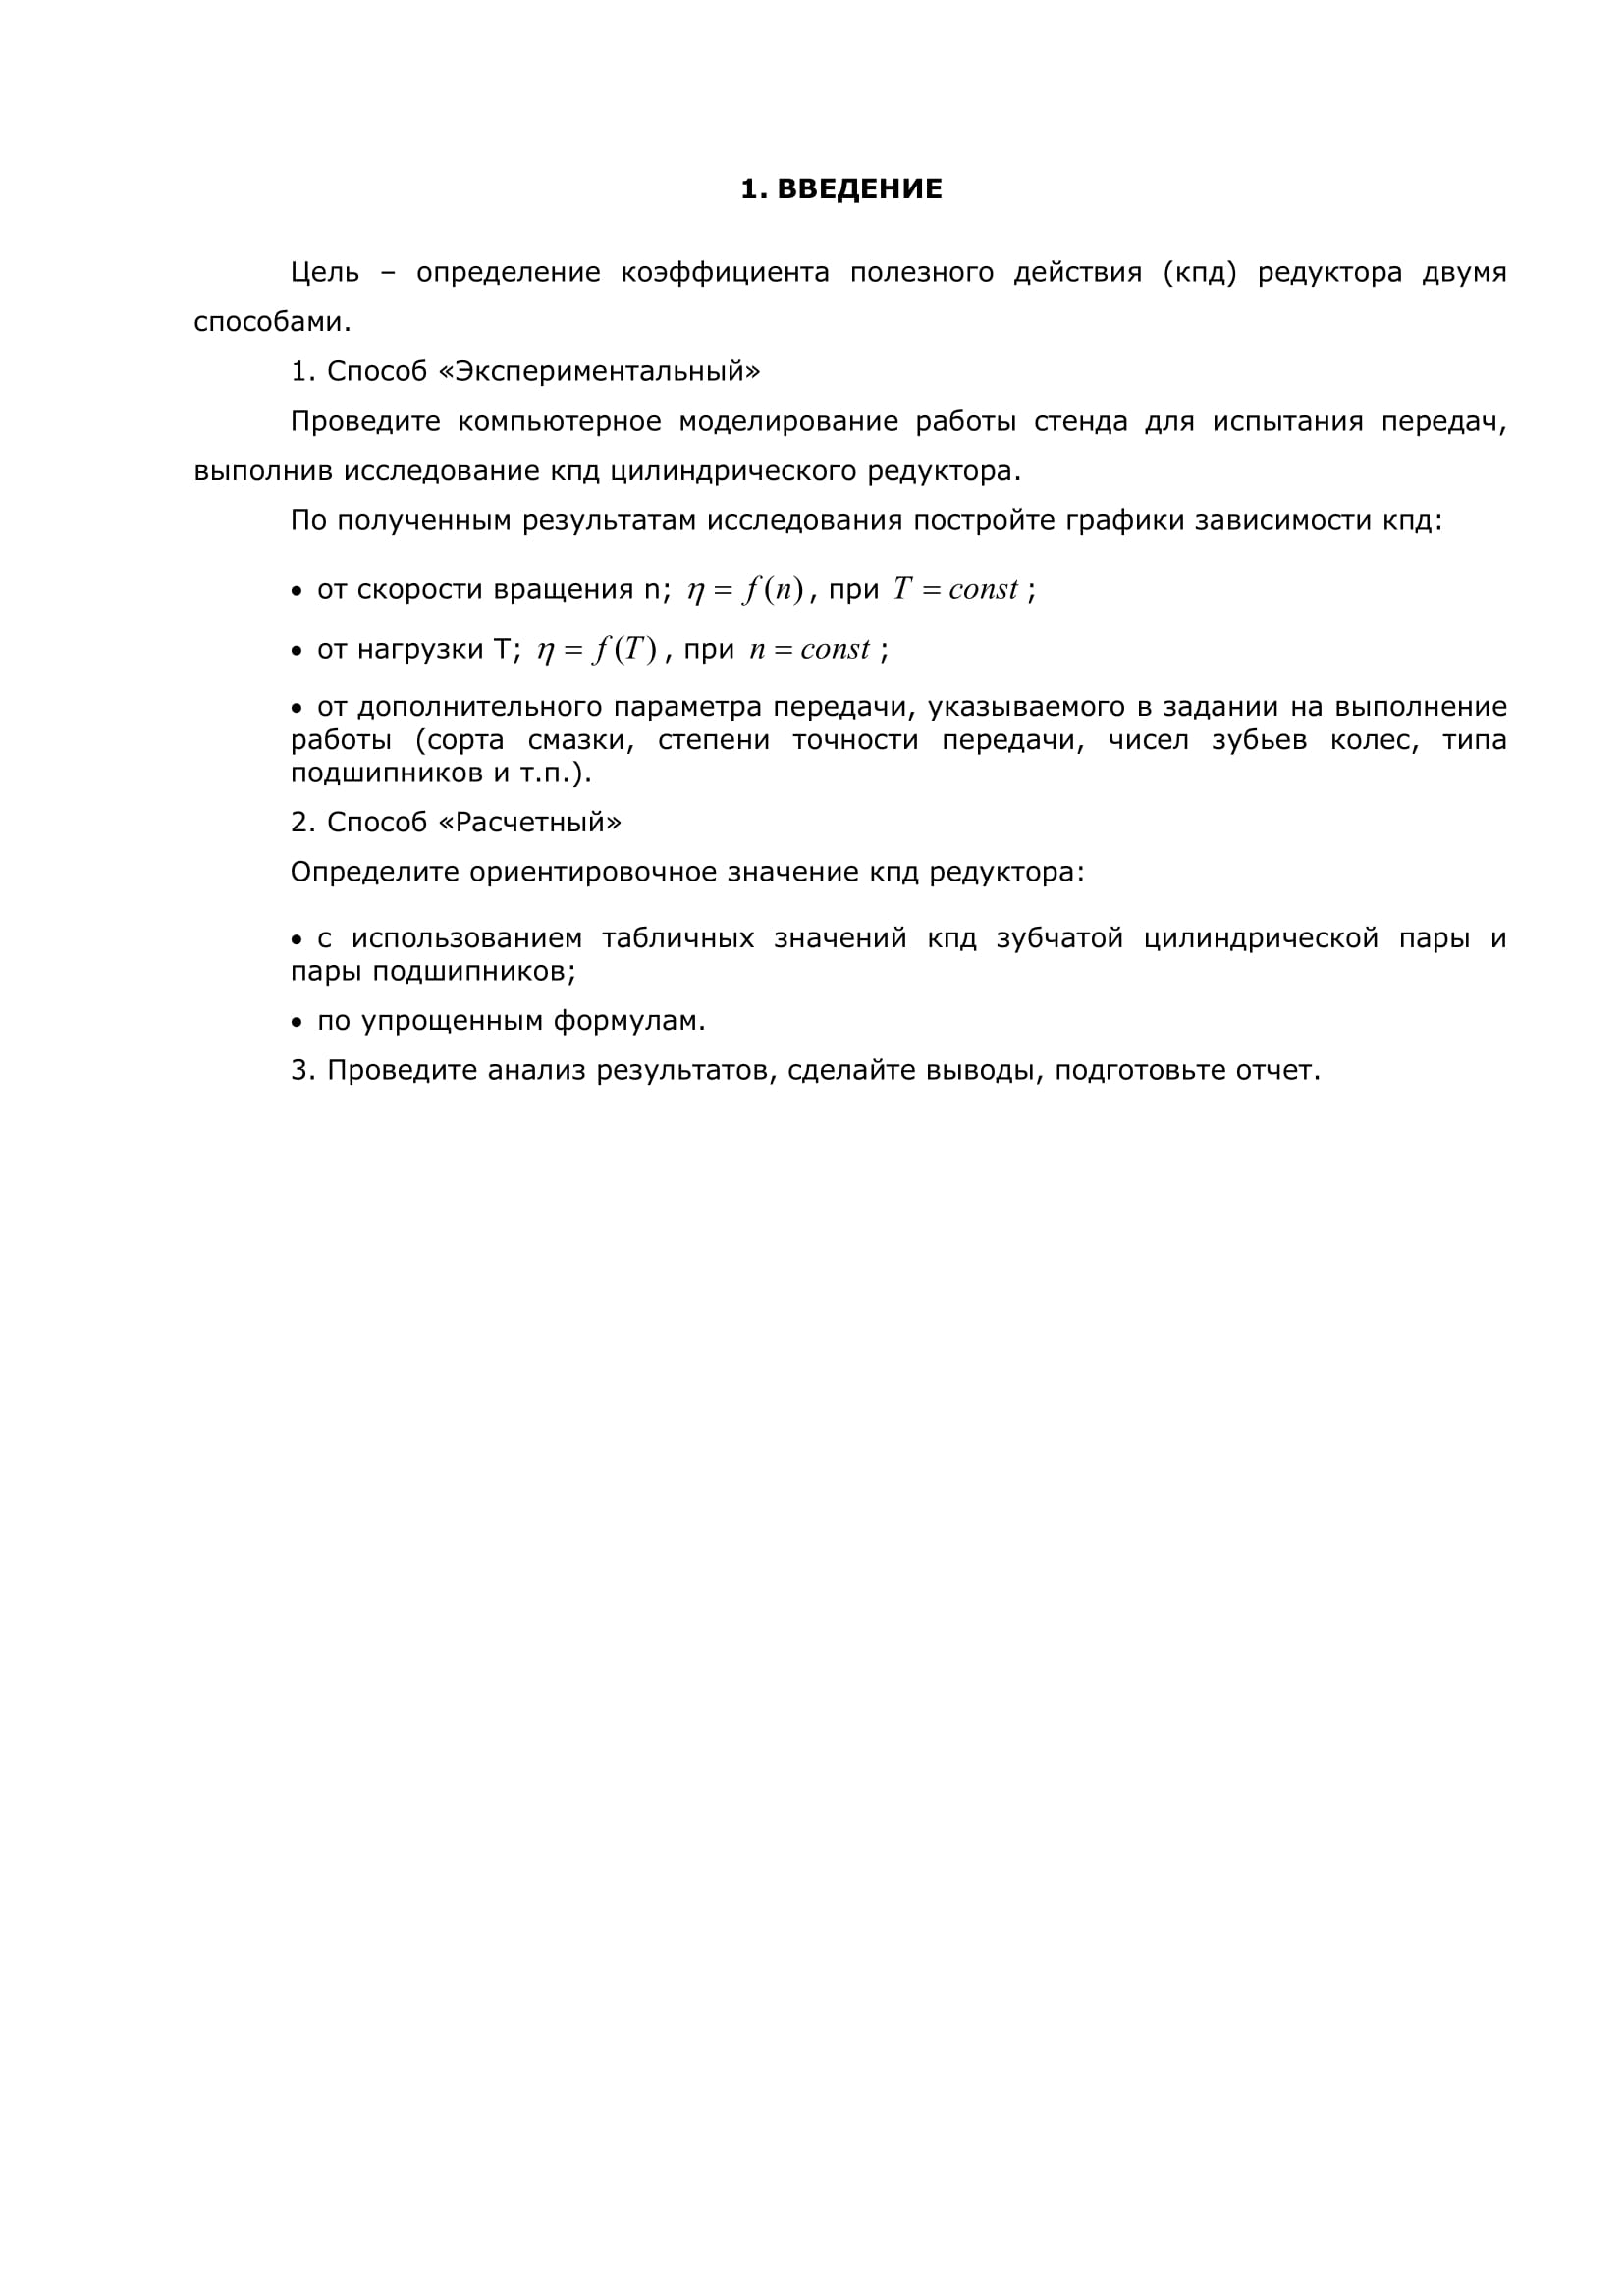 1. ВВЕДЕНИЕ
Цель – определение коэффициента полезного действия (кпд) редуктора двумя
способами.
1. Способ «Экспериментальный»
Проведите компьютерное моделирование работы стенда для испытания передач,
выполнив исследование кпд цилиндрического редуктора.
По полученным результатам исследования постройте графики зависимости кпд:
• от скорости вращения n; η = f(n), при T = const ;
• от нагрузки T; η = f(T), при n = const ;
• от дополнительного параметра передачи, указываемого в задании на выполнение
работы (сорта смазки, степени точности передачи, чисел зубьев колес, типа
подшипников и т.п.).
2. Способ «Расчетный»
Определите ориентировочное значение кпд редуктора:
• с использованием табличных значений кпд зубчатой цилиндрической пары и
пары подшипников;
• по упрощенным формулам.
3. Проведите анализ результатов, сделайте выводы, подготовьте отчет.